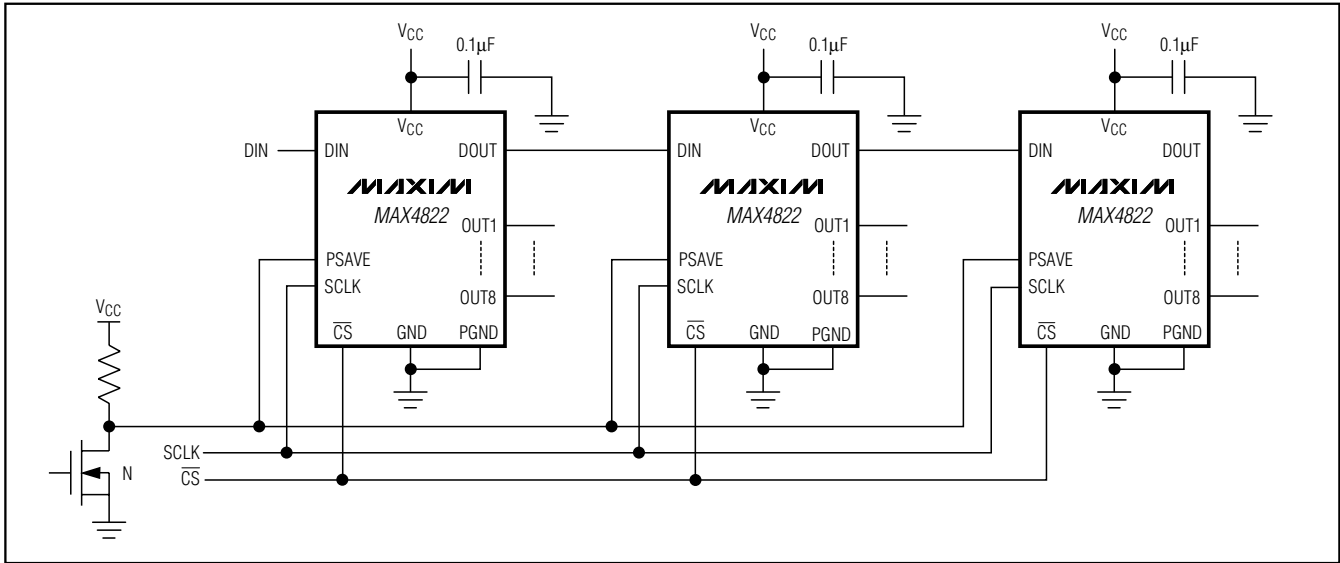 VCC 0.1µF VCC 0.1µF VCC 0.1µF
VCC VCC VCC
DIN DIN DOUT DIN DOUT DIN DOUT
MAXIM MAXIM MAXIM
MAX4822 MAX4822 MAX4822
OUT1 OUT1 OUT1
PSAVE PSAVE PSAVE
SCLK SCLK SCLK
OUT8 OUT8 OUT8
VCC
CS GND PGND CS GND PGND CS GND PGND
SCLK
N
CS